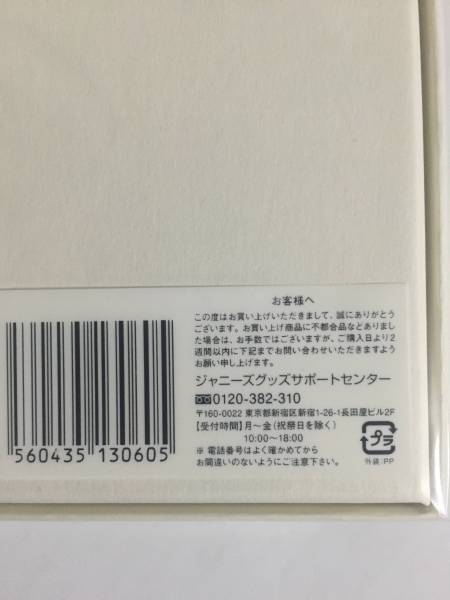 お客様へ
この度はお買い上げいただきまして、誠にありがとう
ございます。お買い上げ商品に不都合品などありまし
た場合は、お手数ではございますが、ご購入日より2
週間以内に下記までお問い合わせいただきますよう
お願い申し上げます。
ジャニーズグッズサポートセンター
0120-382-310
〒160-0022 東京都新宿区新宿1-26-1長田屋ビル2F
【受付時間】月〜金(祝祭日を除く)
10:00〜18:00
※ 電話番号はよく確かめてから
お間違いのないようにご注意下さい。
プラ
外装:PP
560435 130605